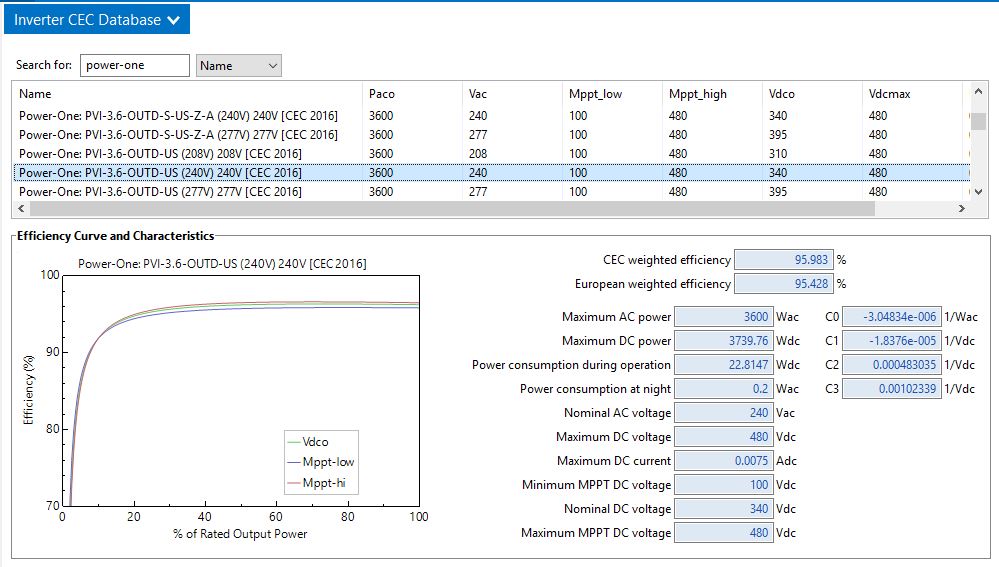 Inverter CEC Database
Search for: power-one Name
Name Paco Vac Mppt_low Mppt_high Vdco Vdcmax
Power-One: PVI-3.6-OUTD-S-US-Z-A (240V) 240V [CEC 2016] 3600 240 100 480 340 480
Power-One: PVI-3.6-OUTD-S-US-Z-A (277V) 277V [CEC 2016] 3600 277 100 480 395 480
Power-One: PVI-3.6-OUTD-US (208V) 208V [CEC 2016] 3600 208 100 480 310 480
Power-One: PVI-3.6-OUTD-US (240V) 240V [CEC 2016] 3600 240 100 480 340 480
Power-One: PVI-3.6-OUTD-US (277V) 277V [CEC 2016] 3600 277 100 480 395 480
Efficiency Curve and Characteristics
Power-One: PVI-3.6-OUTD-US (240V) 240V [CEC 2016]
100
90
80
70
Efficiency (%)
Vdco
Mppt-low
Mppt-hi
0 20 40 60 80 100
% of Rated Output Power
CEC weighted efficiency 95.983 %
European weighted efficiency 95.428 %
Maximum AC power 3600 Wac C0 -3.04834e-006 1/Wac
Maximum DC power 3739.76 Wdc C1 -1.8376e-005 1/Vdc
Power consumption during operation 22.8147 Wdc C2 0.000483035 1/Vdc
Power consumption at night 0.2 Wac C3 0.00102339 1/Vdc
Nominal AC voltage 240 Vac
Maximum DC voltage 480 Vdc
Maximum DC current 0.0075 Adc
Minimum MPPT DC voltage 100 Vdc
Nominal DC voltage 340 Vdc
Maximum MPPT DC voltage 480 Vdc